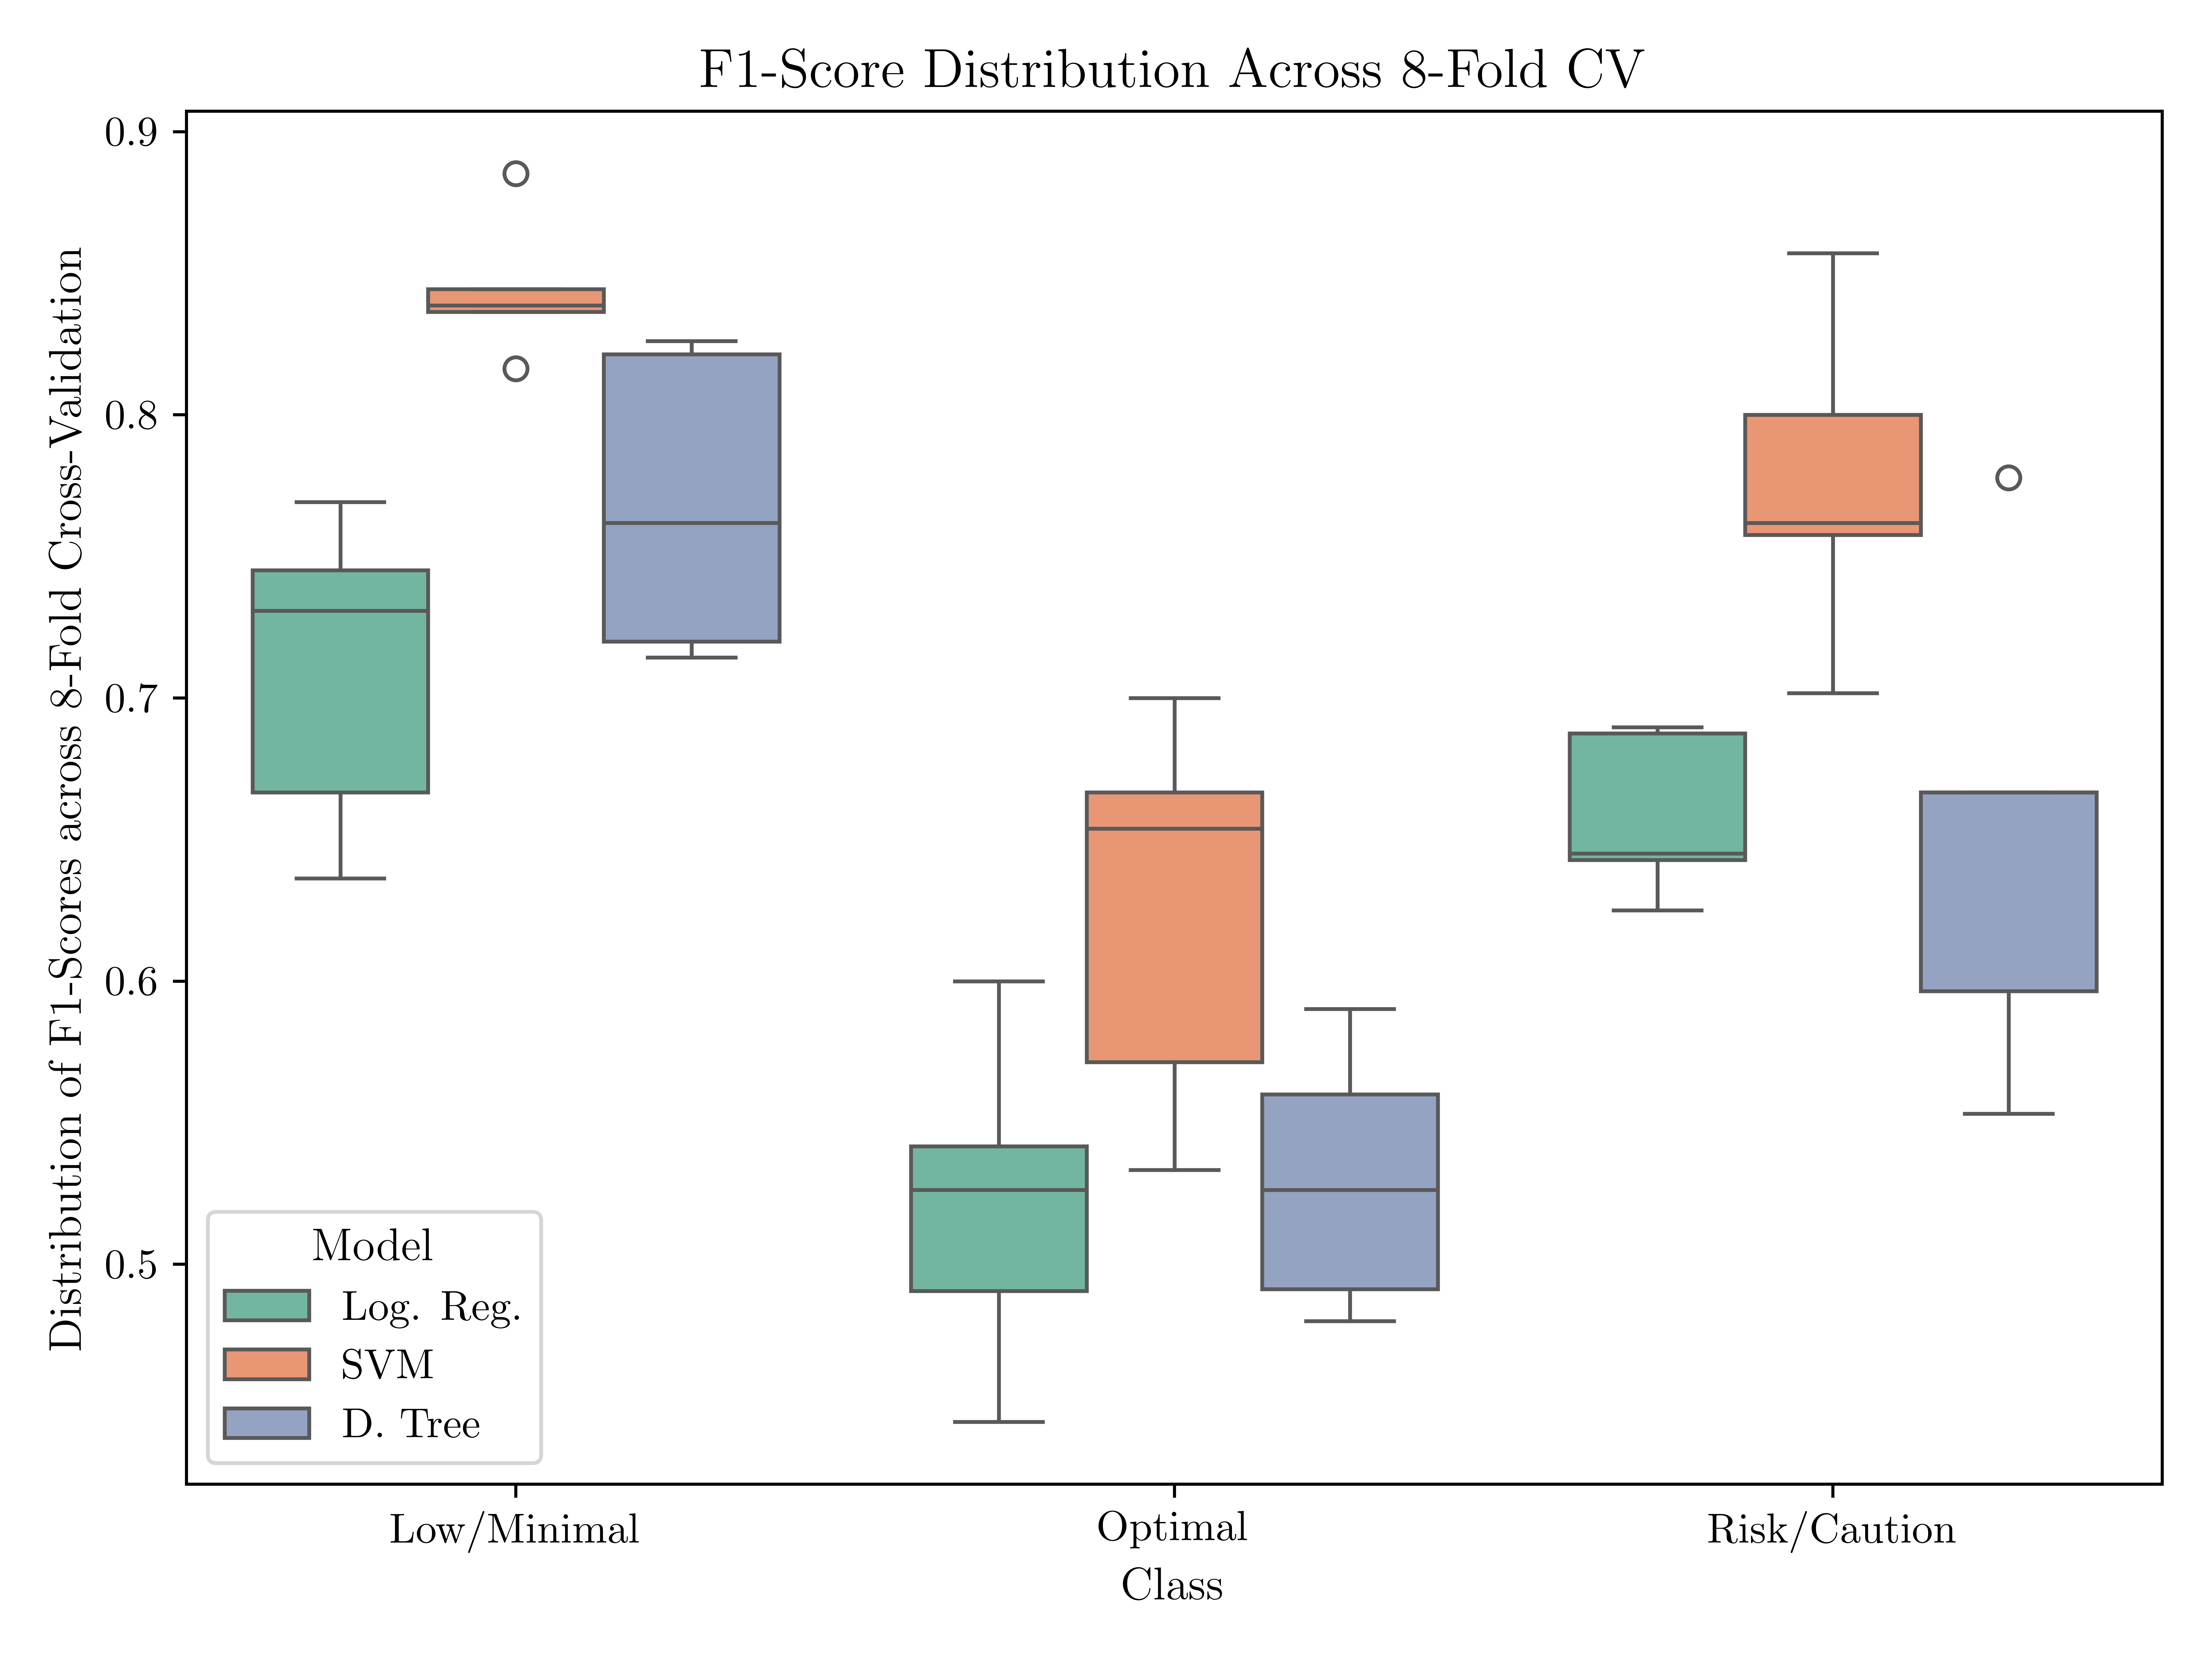 F1-Score Distribution Across 8-Fold CV
Distribution of F1-Scores across 8-Fold Cross-Validation
0.9
0.8
0.7
0.6
0.5
Model
Log. Reg.
SVM
D. Tree
Low/Minimal
Optimal
Risk/Caution
Class